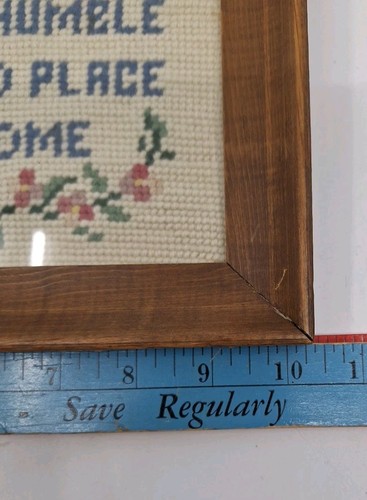 HUMBLE
PLACE
OME
7 8 9 10 1
Save Regularly